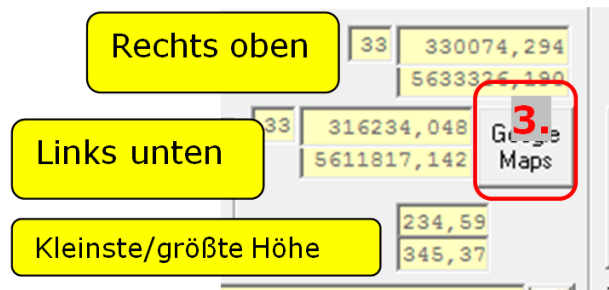 Rechts oben 33 330074,294
5633326,190
33 316234,048 3.
Links unten 5611817,142 Google Maps
234,59
Kleinste/größte Höhe 345,37